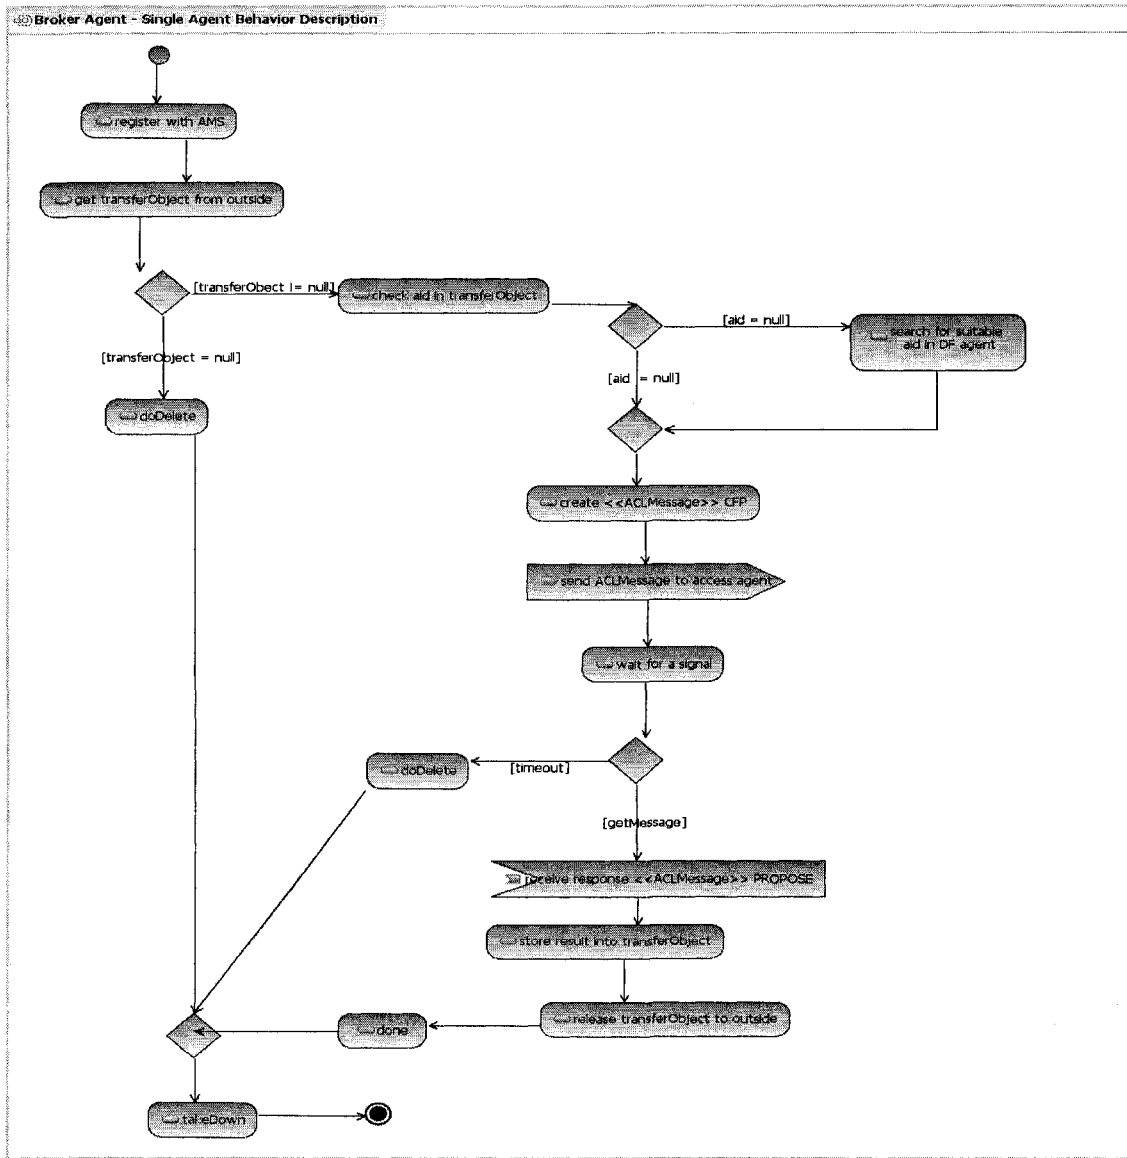 Broker Agent - Single Agent Behavior Description
register with AMS
get transferObject from outside
[transferObect != null]
check aid in transferObject
[aid = null]
search for suitable
aid in DF agent
[transferObject = null]
[aid != null]
doDelete
create <<ACLMessage>> CFP
send ACLMessage to access agent
wait for a signal
doDelete
[timeout]
[getMessage]
receive response <<ACLMessage>> PROPOSE
store result into transferObject
release transferObject to outside
done
takeDown